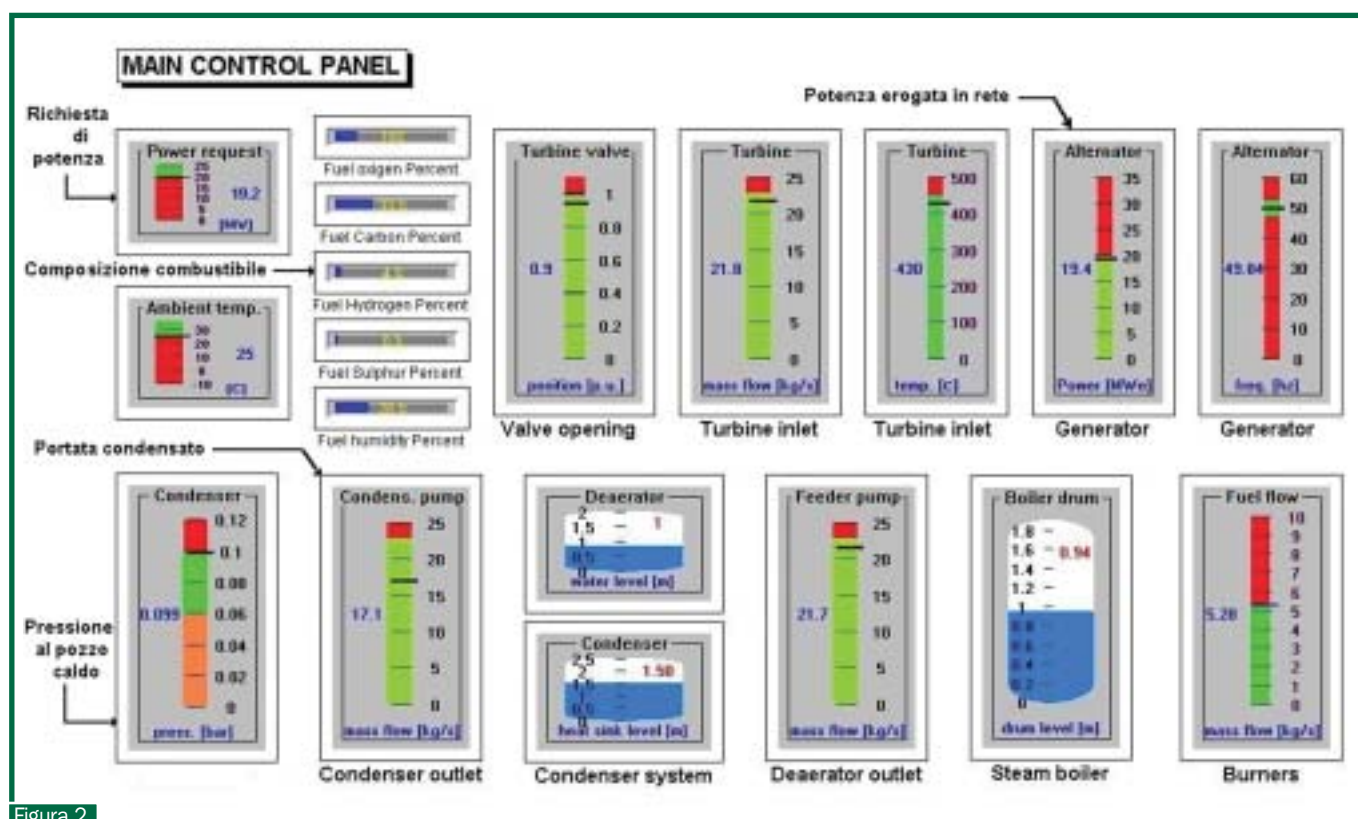 MAIN CONTROL PANEL
Richiesta
di
potenza
Power request
25
20
15
10
5
0
19.2
[MV]
Composizione combustibile
Ambient temp.
30
20
10
0
-10
25
[C]
Fuel oxigen Percent
Fuel Carbon Percent
Fuel Hydrogen Percent
Fuel Sulphur Percent
Fuel humidity Percent
Potenza erogata in rete
Turbine valve
1
0.8
0.6
0.4
0.2
0
0.9
position [p.u.]
Valve opening
Turbine
25
20
15
10
5
0
21.8
mass flow [kg/s]
Turbine inlet
Turbine
500
400
300
200
100
0
430
temp. [C]
Turbine inlet
Alternator
35
30
25
20
15
10
5
0
19.4
Power [MWe]
Generator
Alternator
60
50
40
30
20
10
0
49.84
freq. [hz]
Generator
Portata condensato
Pressione
al pozzo
caldo
Condenser
0.12
0.1
0.08
0.06
0.04
0.02
0
0.099
press. [bar]
Condens. pump
25
20
15
10
5
0
17.1
mass flow [kg/s]
Condenser outlet
Deaerator
2
1.5
1
0.5
0
1
water level [m]
Condenser
2.5
2
1.5
1
0.5
0
1.50
heat sink level [m]
Condenser system
Feeder pump
25
20
15
10
5
0
21.7
mass flow [kg/s]
Deaerator outlet
Boiler drum
1.8
1.6
1.4
1.2
1
0.8
0.6
0.4
0.2
0
0.94
drum level [m]
Steam boiler
Fuel flow
10
9
8
7
6
5
4
3
2
1
0
5.28
mass flow [kg/s]
Burners
Figura 2